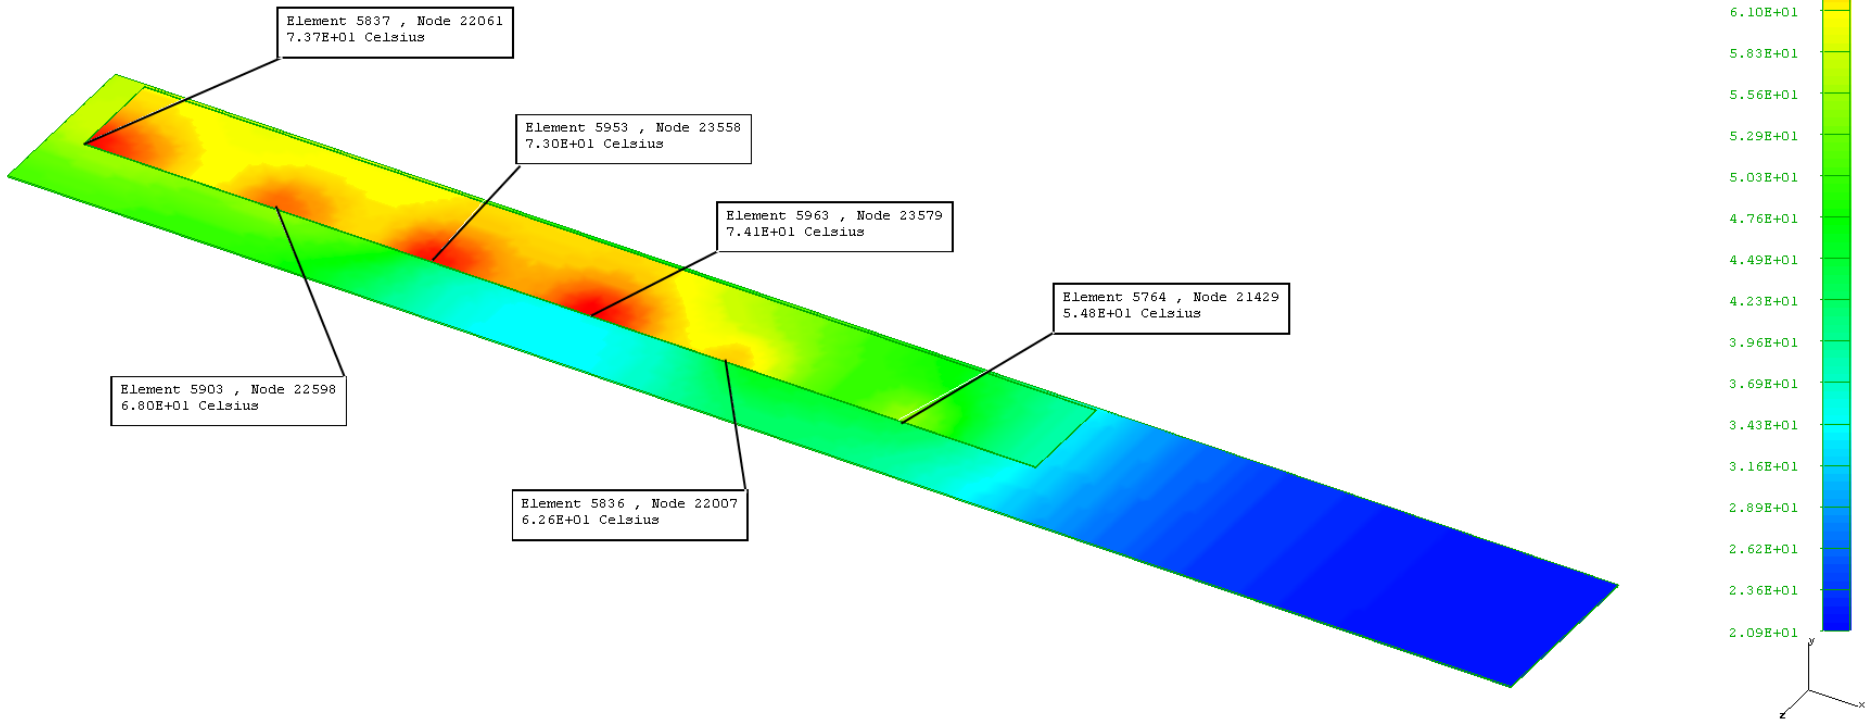 Element 5837 , Node 22061
7.37E+01 Celsius
Element 5953 , Node 23558
7.30E+01 Celsius
Element 5963 , Node 23579
7.41E+01 Celsius
Element 5764 , Node 21429
5.48E+01 Celsius
Element 5903 , Node 22598
6.80E+01 Celsius
Element 5836 , Node 22007
6.26E+01 Celsius
6.10E+01
5.83E+01
5.56E+01
5.29E+01
5.03E+01
4.76E+01
4.49E+01
4.23E+01
3.96E+01
3.69E+01
3.43E+01
3.16E+01
2.89E+01
2.62E+01
2.36E+01
2.09E+01
y
x
z